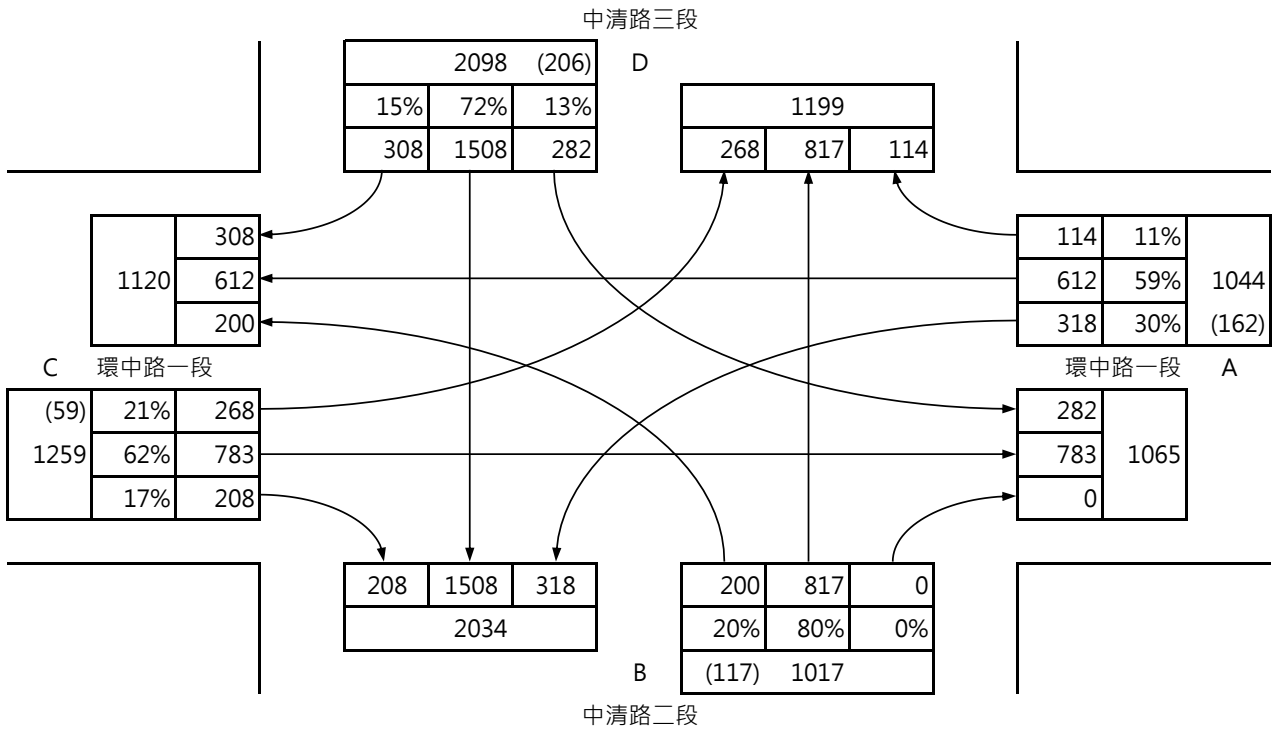 中清路三段
2098 (206) D
15% 72% 13% 1199
308 1508 282 268 817 114
308 114 11%
1120 612 612 59% 1044
200 318 30% (162)
C 環中路一段 環中路一段 A
(59) 21% 268 282
1259 62% 783 783 1065
17% 208 0
208 1508 318 200 817 0
2034 20% 80% 0%
B (117) 1017
中清路二段